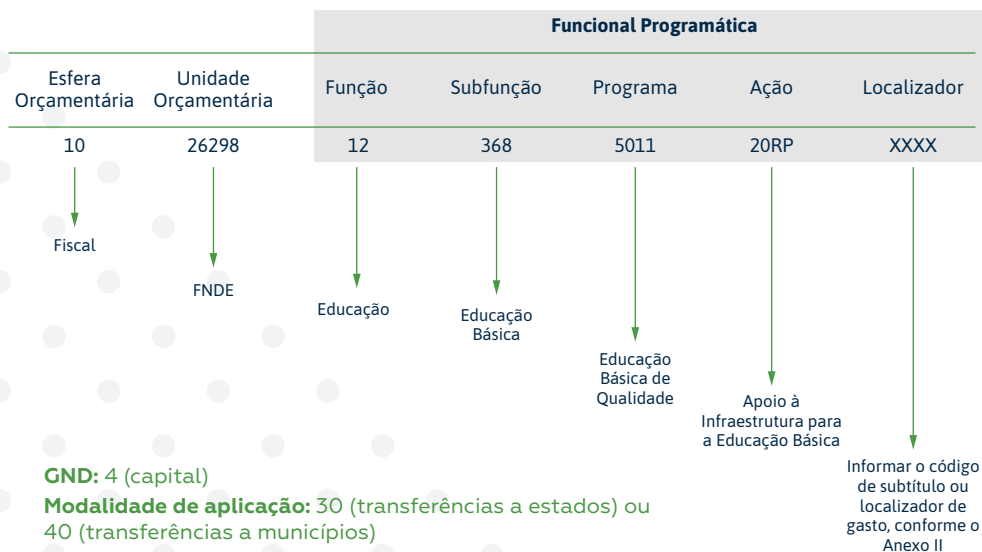 Funcional Programática
Esfera
Orçamentária
Unidade
Orçamentária
Função
Subfunção
Programa
Ação
Localizador
10
26298
12
368
5011
20RP
XXXX
Fiscal
FNDE
Educação
Educação
Básica
Educação
Básica de
Qualidade
Apoio à
Infraestrutura para
a Educação Básica
Informar o código
de subtítulo ou
localizador de
gasto, conforme o
Anexo II
GND: 4 (capital)
Modalidade de aplicação: 30 (transferências a estados) ou
40 (transferências a municípios)